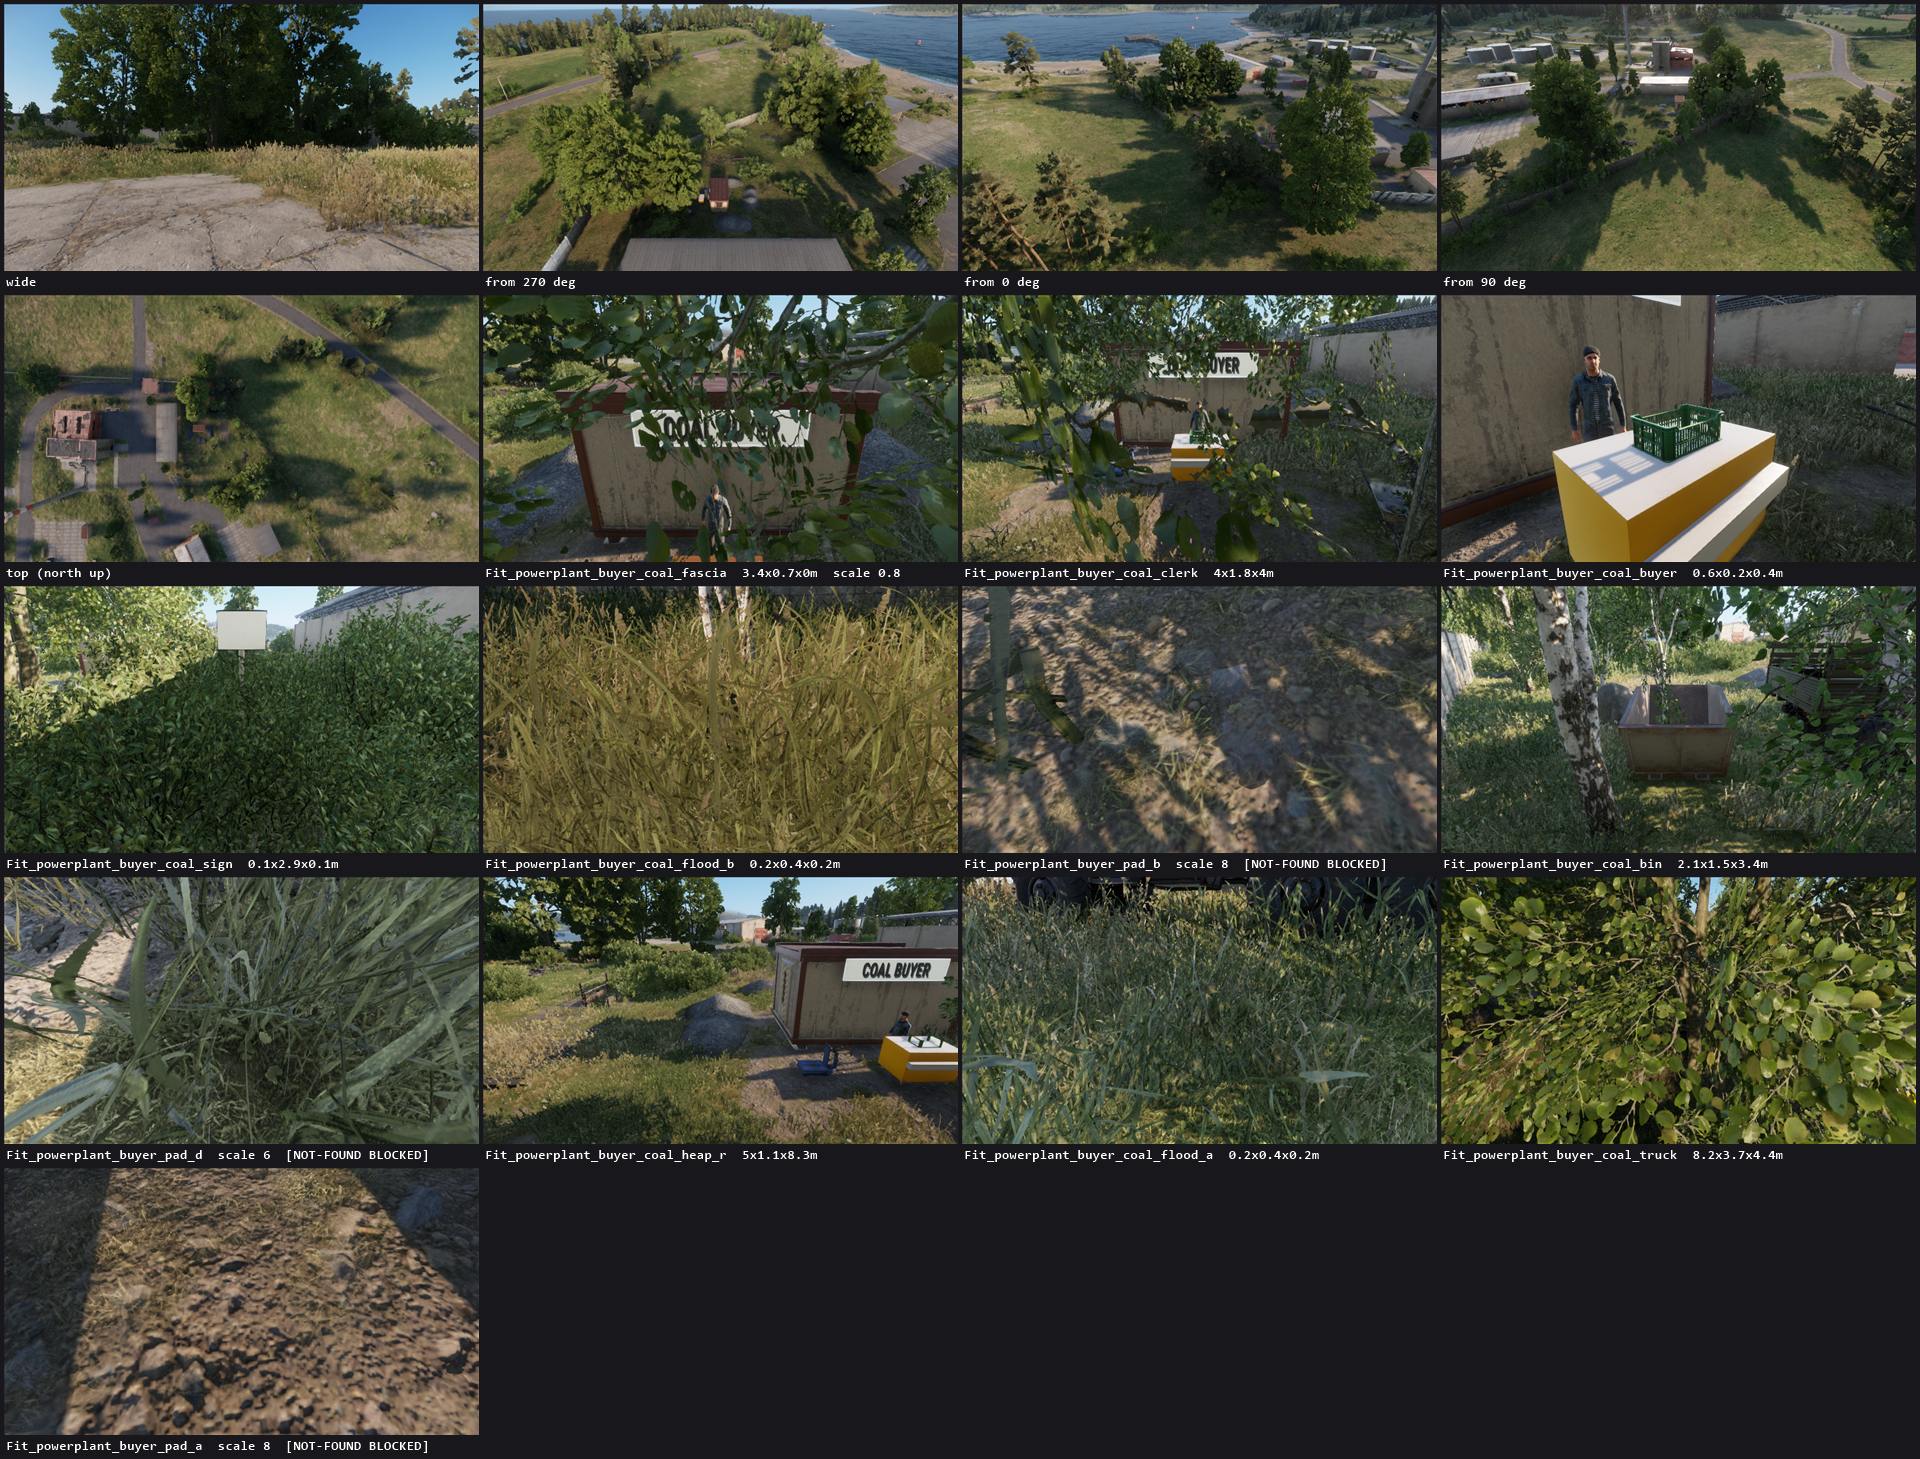 wide
from 270 deg
from 0 deg
from 90 deg
top (north up)
COAL BUYER
Fit_powerplant_buyer_coal_fascia 3.4x0.7x0m scale 0.8
BUYER
Fit_powerplant_buyer_coal_clerk 4x1.8x4m
Fit_powerplant_buyer_coal_buyer 0.6x0.2x0.4m
Fit_powerplant_buyer_coal_sign 0.1x2.9x0.1m
Fit_powerplant_buyer_coal_flood_b 0.2x0.4x0.2m
Fit_powerplant_buyer_pad_b scale 8 [NOT-FOUND BLOCKED]
Fit_powerplant_buyer_coal_bin 2.1x1.5x3.4m
Fit_powerplant_buyer_pad_d scale 6 [NOT-FOUND BLOCKED]
COAL BUYER
Fit_powerplant_buyer_coal_heap_r 5x1.1x8.3m
Fit_powerplant_buyer_coal_flood_a 0.2x0.4x0.2m
Fit_powerplant_buyer_coal_truck 8.2x3.7x4.4m
Fit_powerplant_buyer_pad_a scale 8 [NOT-FOUND BLOCKED]